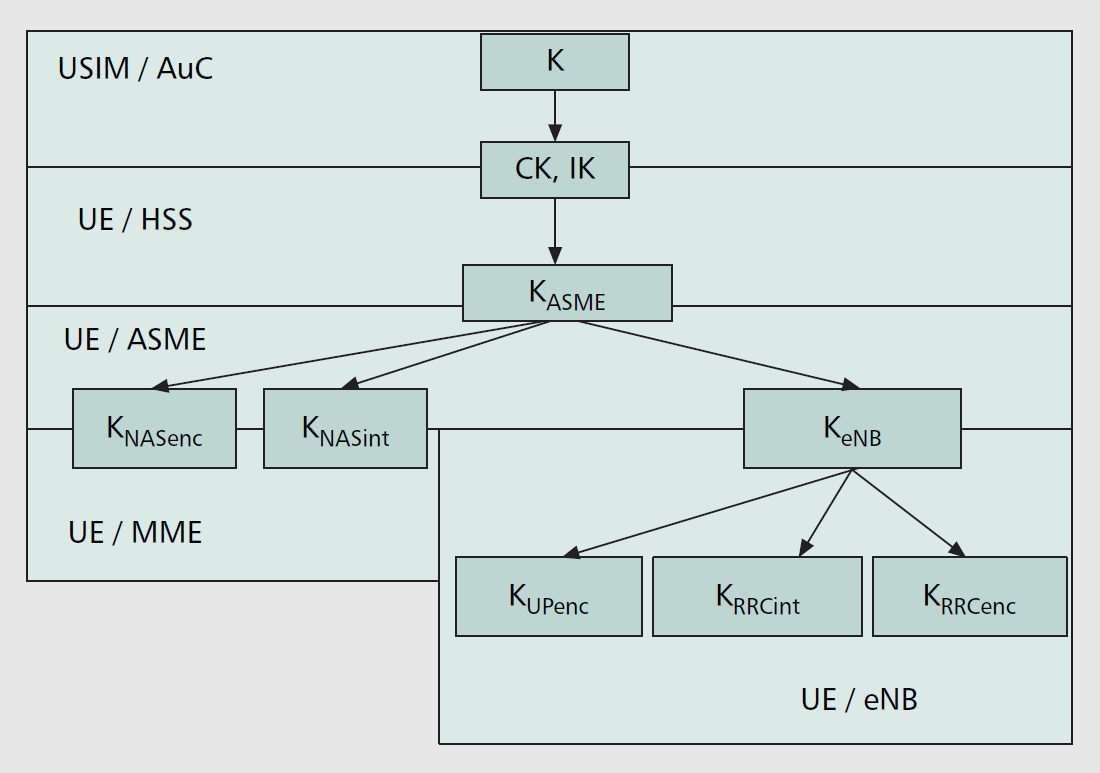 K
USIM / AuC
CK, IK
UE / HSS
KASME
UE / ASME
KNASenc
KNASint
KeNB
UE / MME
KUPenc
KRRCint
KRRCenc
UE / eNB